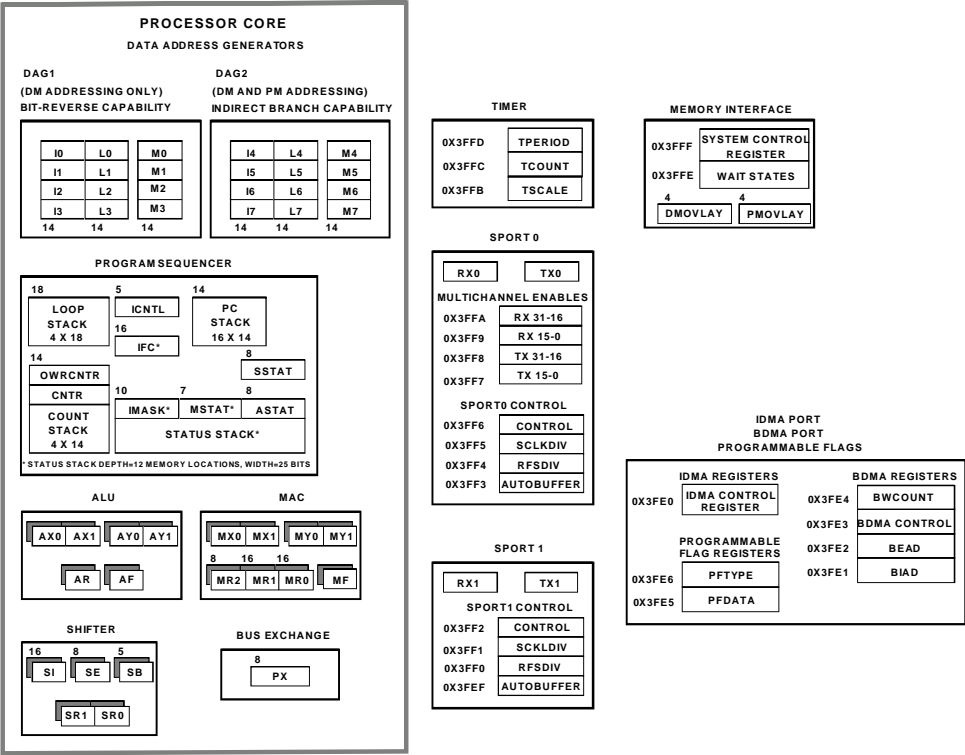 PROCESSOR CORE
DATA ADDRESS GENERATORS
DAG1
(DM ADDRESSING ONLY)
BIT-REVERSE CAPABILITY
DAG2
(DM AND PM ADDRESSING)
INDIRECT BRANCH CAPABILITY
I0 L0 M0
I1 L1 M1
I2 L2 M2
I3 L3 M3
14 14 14
I4 L4 M4
I5 L5 M5
I6 L6 M6
I7 L7 M7
14 14 14
PROGRAM SEQUENCER
18
LOOP
STACK
4 X 18
5
ICNTL
16
IFC*
14
PC
STACK
16 X 14
8
SSTAT
14
OWRCNTR
CNTR
COUNT
STACK
4 X 14
10 7 8
IMASK* MSTAT* ASTAT
STATUS STACK*
* STATUS STACK DEPTH=12 MEMORY LOCATIONS, WIDTH=25 BITS
ALU
AX0 AX1 AY0 AY1
AR AF
MAC
MX0 MX1 MY0 MY1
8 16 16
MR2 MR1 MR0 MF
SHIFTER
16 8 5
SI SE SB
SR1 SR0
BUS EXCHANGE
8
PX
TIMER
0X3FFD TPERIOD
0X3FFC TCOUNT
0X3FFB TSCALE
SPORT 0
RX0 TX0
MULTICHANNEL ENABLES
0X3FFA RX 31-16
0X3FF9 RX 15-0
0X3FF8 TX 31-16
0X3FF7 TX 15-0
SPORT0 CONTROL
0X3FF6 CONTROL
0X3FF5 SCLKDIV
0X3FF4 RFSDIV
0X3FF3 AUTOBUFFER
SPORT 1
RX1 TX1
SPORT1 CONTROL
0X3FF2 CONTROL
0X3FF1 SCKLDIV
0X3FF0 RFSDIV
0X3FEF AUTOBUFFER
MEMORY INTERFACE
0X3FFF SYSTEM CONTROL
REGISTER
0X3FFE WAIT STATES
4 4
DMOVLAY PMOVLAY
IDMA PORT
BDMA PORT
PROGRAMMABLE FLAGS
IDMA REGISTERS
0X3FE0 IDMA CONTROL
REGISTER
PROGRAMMABLE
FLAG REGISTERS
0X3FE6 PFTYPE
0X3FE5 PFDATA
BDMA REGISTERS
0X3FE4 BWCOUNT
0X3FE3 BDMA CONTROL
0X3FE2 BEAD
0X3FE1 BIAD